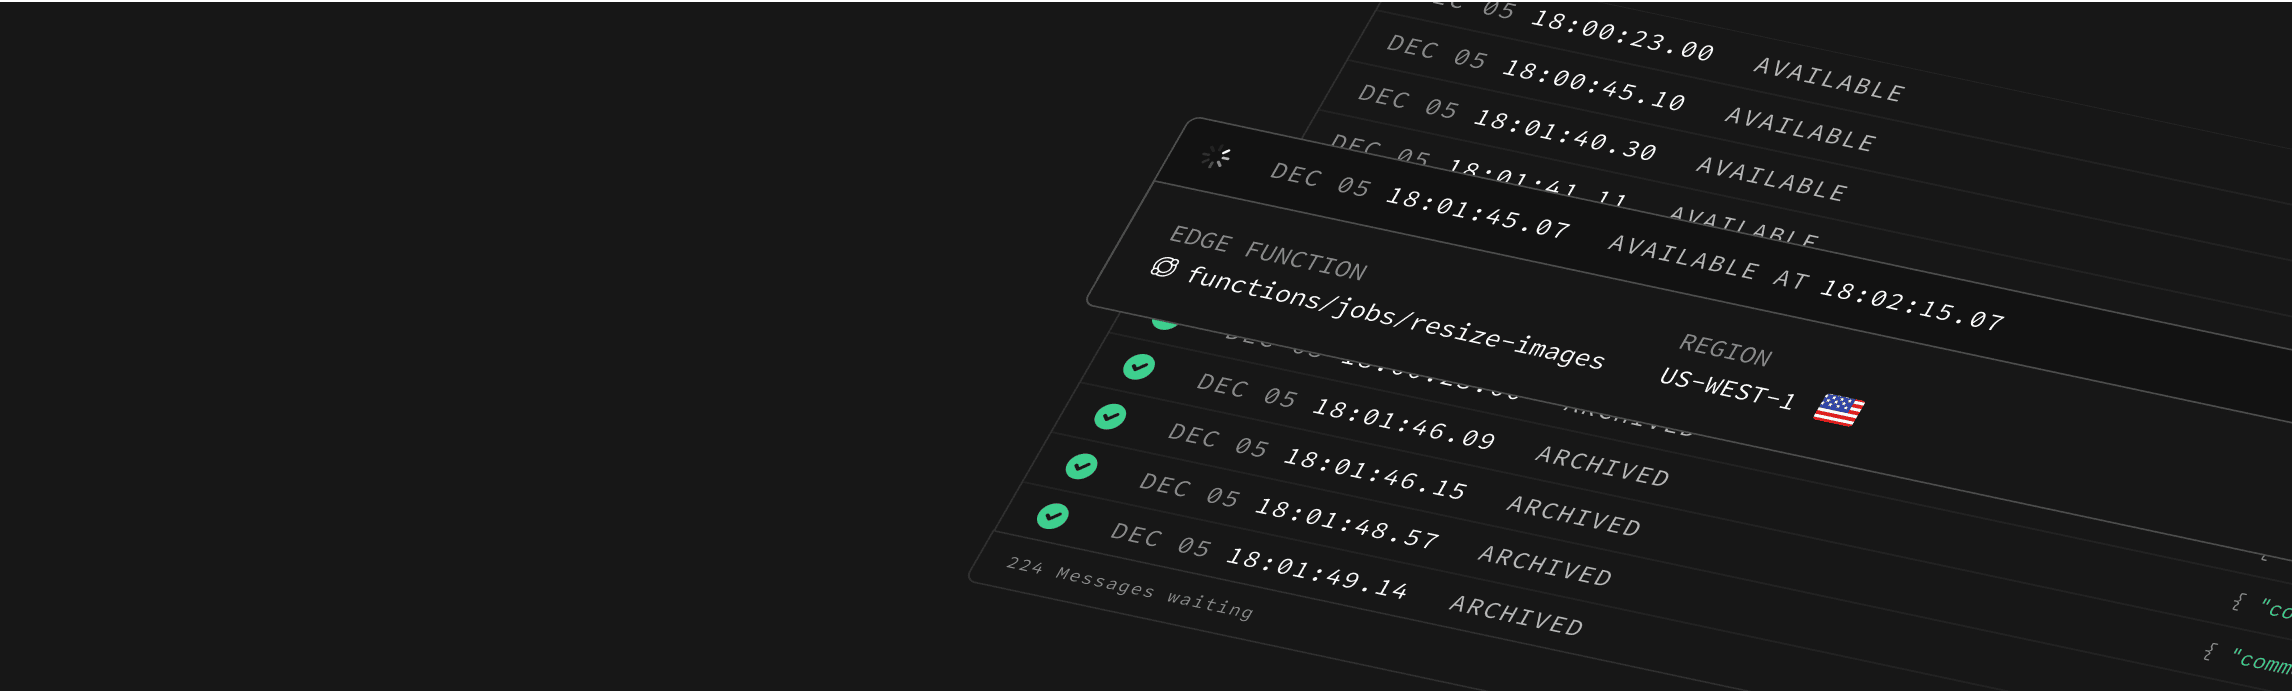 DEC 05 18:00:23.00 AVAILABLE
DEC 05 18:00:45.10 AVAILABLE
DEC 05 18:01:40.30 AVAILABLE
DEC 05 18:01:41.11 AVAILABLE
DEC 05 18:01:45.07 AVAILABLE AT 18:02:15.07
EDGE FUNCTION
functions/jobs/resize-images
REGION
US-WEST-1
ARCHIVED
DEC 05 18:01:46.09 ARCHIVED
DEC 05 18:01:46.15 ARCHIVED
DEC 05 18:01:48.57 ARCHIVED
{ "co
DEC 05 18:01:49.14 ARCHIVED
{ "comm
224 Messages waiting